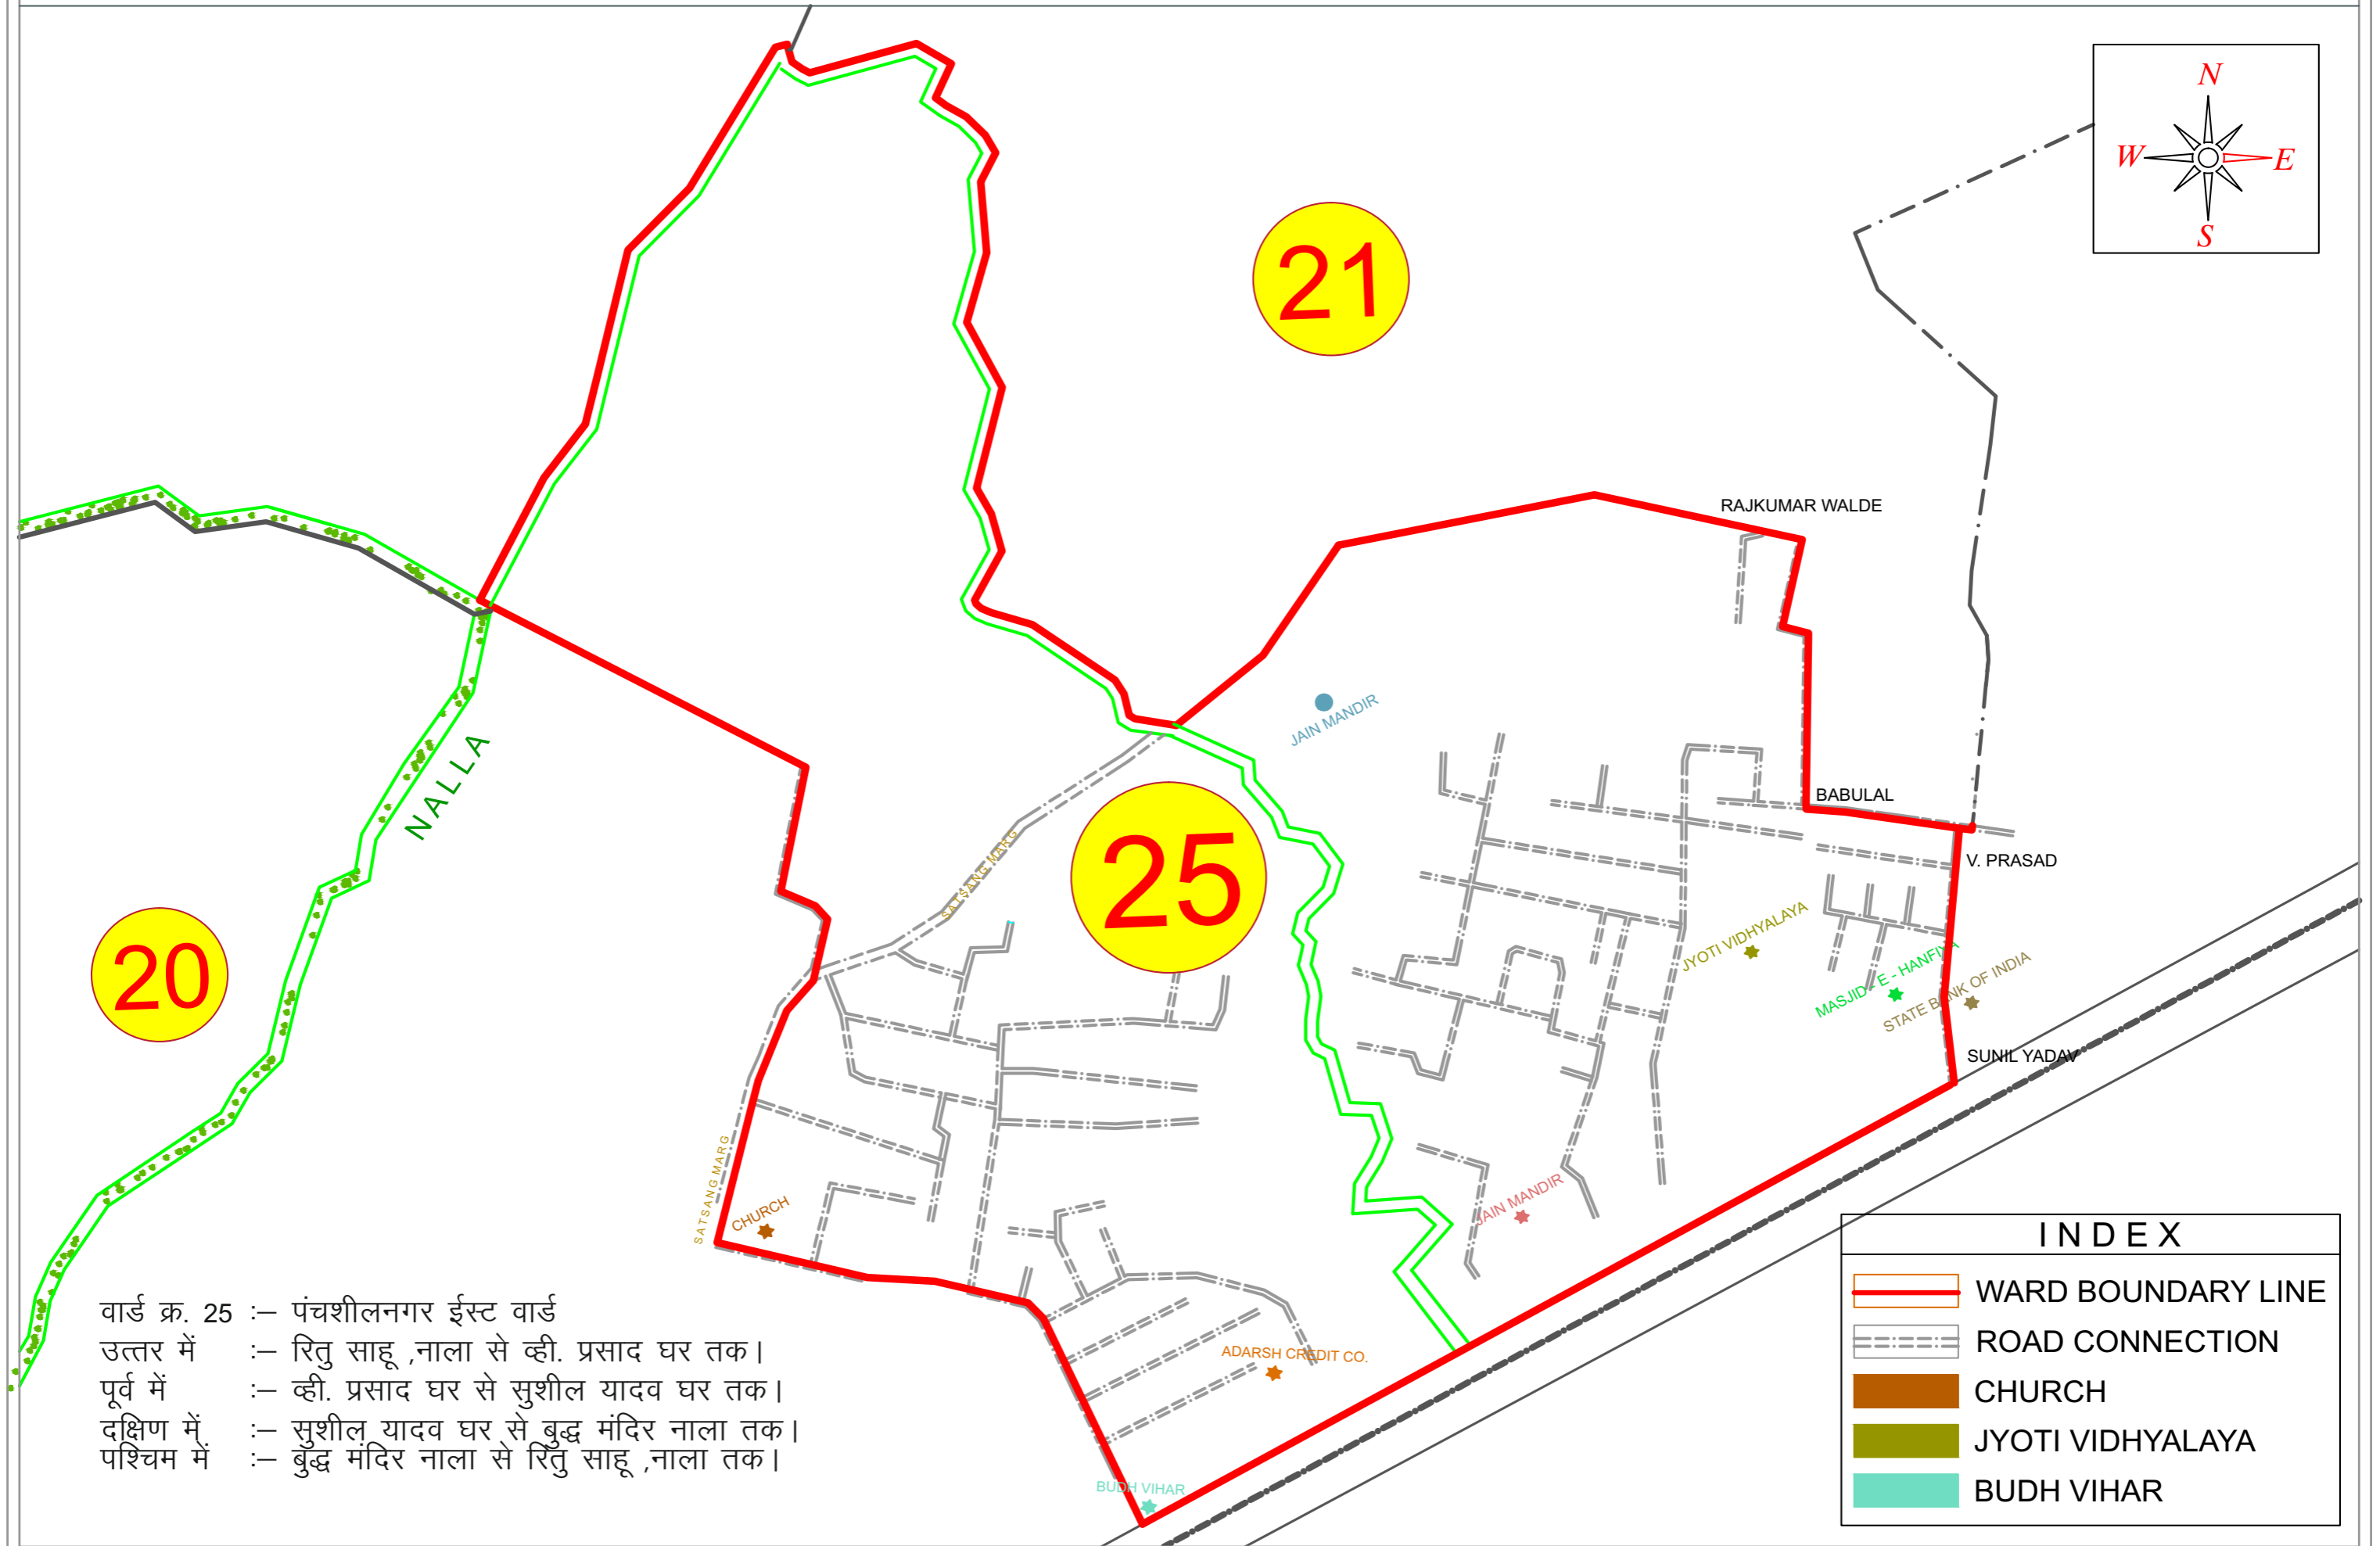 N
W E
S
21
RAJKUMAR WALDE
JAIN MANDIR
NALLA
BABULAL
SATSANG MARG
25
V. PRASAD
JYOTI VIDHYALAYA
20
MASJID - E - HANFIYA
STATE BANK OF INDIA
SUNIL YADAV
SATSANG MARG
CHURCH
JAIN MANDIR
ADARSH CREDIT CO.
BUDH VIHAR
वार्ड क्र. 25 :– पंचशीलनगर ईस्ट वार्ड
उत्तर में :– रितु साहू ,नाला से व्ही. प्रसाद घर तक।
पूर्व में :– व्ही. प्रसाद घर से सुशील यादव घर तक।
दक्षिण में :– सुशील यादव घर से बुद्ध मंदिर नाला तक।
पश्चिम में :– बुद्ध मंदिर नाला से रितु साहू ,नाला तक।
INDEX
WARD BOUNDARY LINE
ROAD CONNECTION
CHURCH
JYOTI VIDHYALAYA
BUDH VIHAR